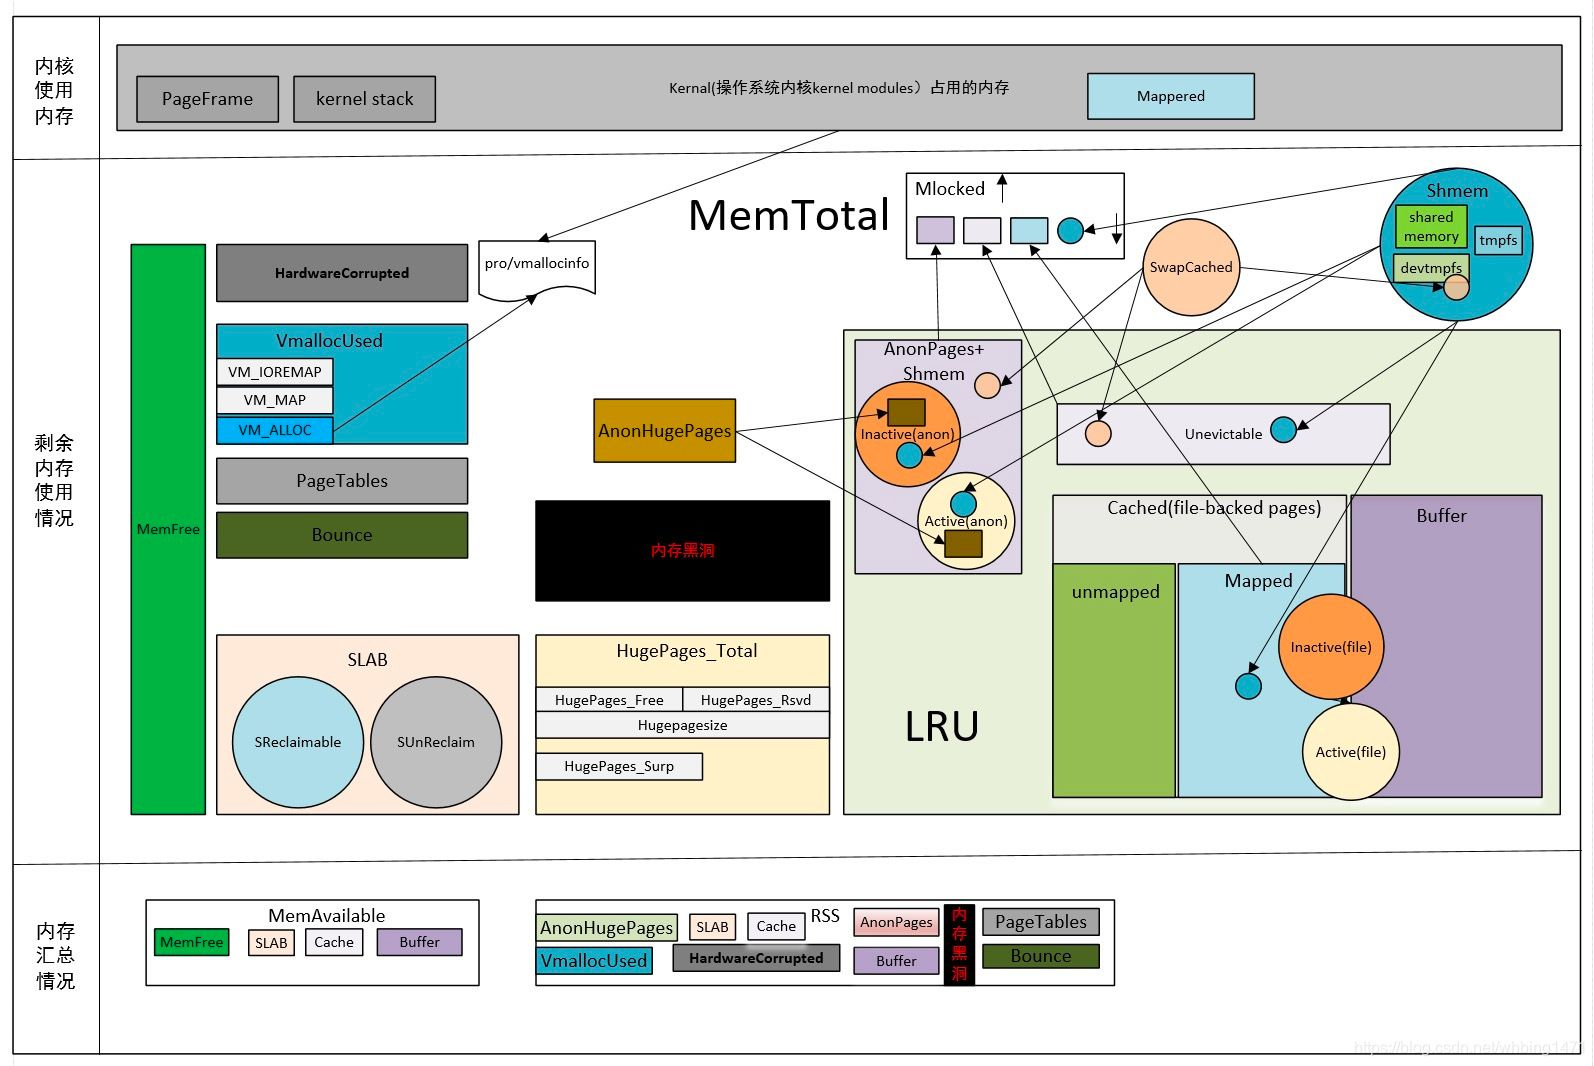 内核
使用
内存
PageFrame
kernel stack
Kernal(操作系统内核kernel modules）占用的内存
Mappered
剩余
内存
使用
情况
MemTotal
Mlocked
SwapCached
Shmem
shared
memory
tmpfs
devtmpfs
MemFree
HardwareCorrupted
pro/vmallocinfo
VmallocUsed
VM_IOREMAP
VM_MAP
VM_ALLOC
PageTables
Bounce
AnonHugePages
内存黑洞
SLAB
SReclaimable
SUnReclaim
HugePages_Total
HugePages_Free
HugePages_Rsvd
Hugepagesize
HugePages_Surp
LRU
AnonPages+
Shmem
Inactive(anon)
Active(anon)
Unevictable
Cached(file-backed pages)
unmapped
Mapped
Inactive(file)
Active(file)
Buffer
内存
汇总
情况
MemAvailable
MemFree
SLAB
Cache
Buffer
RSS
AnonHugePages
SLAB
Cache
AnonPages
内
存
黑
洞
PageTables
VmallocUsed
HardwareCorrupted
Buffer
Bounce